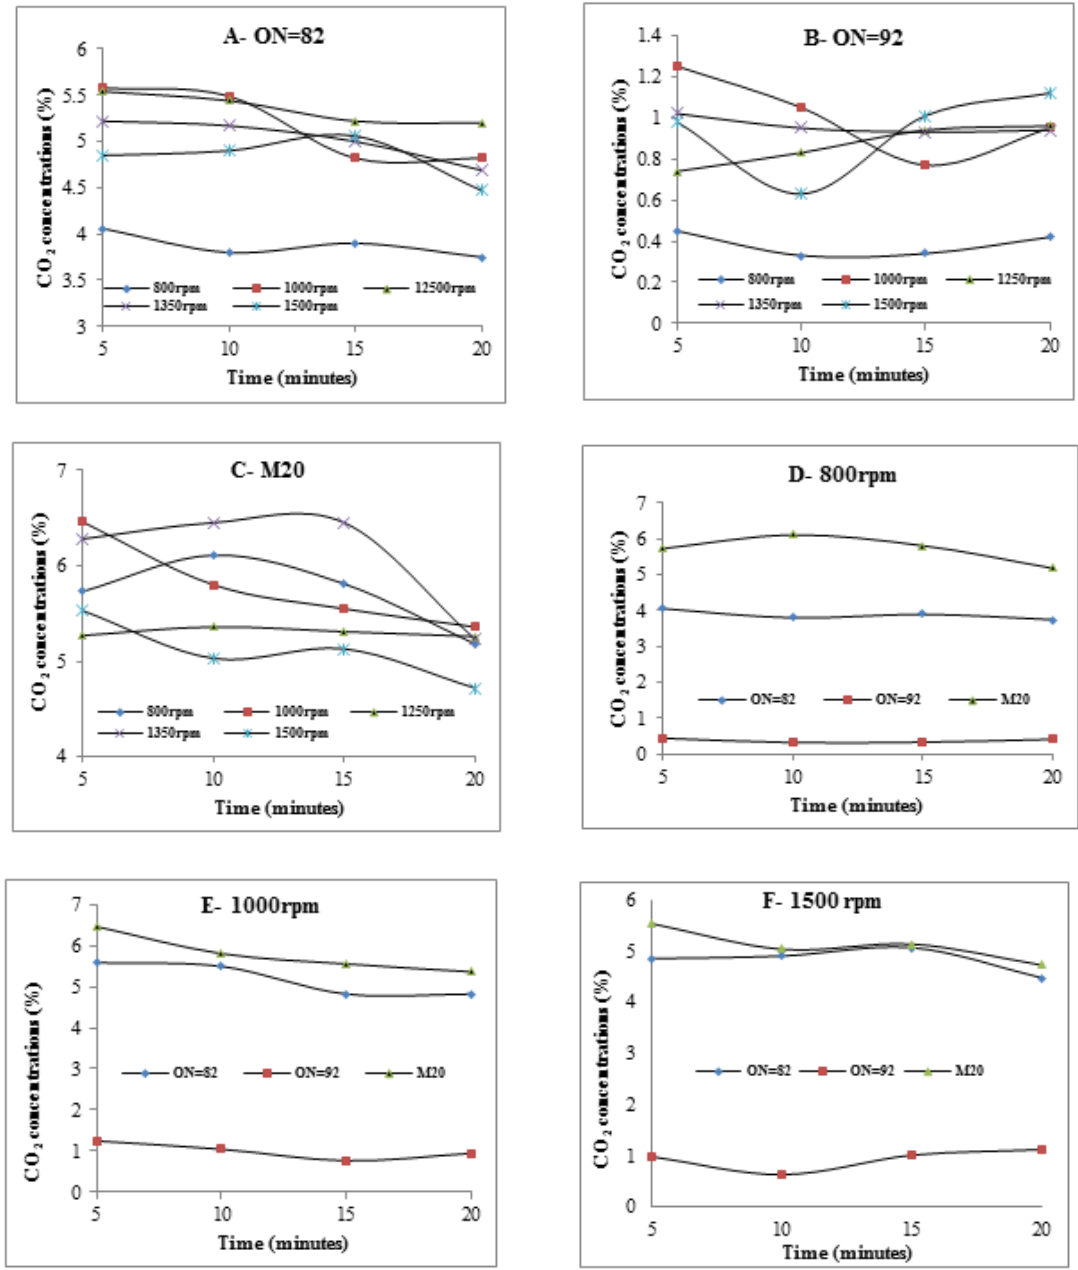 A- ON=82
CO2 concentrations (%)
6
5.5
5
4.5
4
3.5
3
800rpm 1000rpm 12500rpm
1350rpm 1500rpm
5 10 15 20
Time (minutes)
B- ON=92
CO2 concentrations (%)
1.4
1.2
1
0.8
0.6
0.4
0.2
0
800rpm 1000rpm 1250rpm
1350rpm 1500rpm
5 10 15 20
Time (minutes)
C- M20
CO2 concentrations (%)
7
6
5
4
800rpm 1000rpm 1250rpm
1350rpm 1500rpm
5 10 15 20
Time (minutes)
D- 800rpm
CO2 concentrations (%)
7
6
5
4
3
2
1
0
ON=82 ON=92 M20
5 10 15 20
Time (minutes)
E- 1000rpm
CO2 concentrations (%)
7
6
5
4
3
2
1
0
ON=82 ON=92 M20
5 10 15 20
Time (minutes)
F- 1500 rpm
CO2 concentrations (%)
6
5
4
3
2
1
0
ON=82 ON=92 M20
5 10 15 20
Time (minutes)